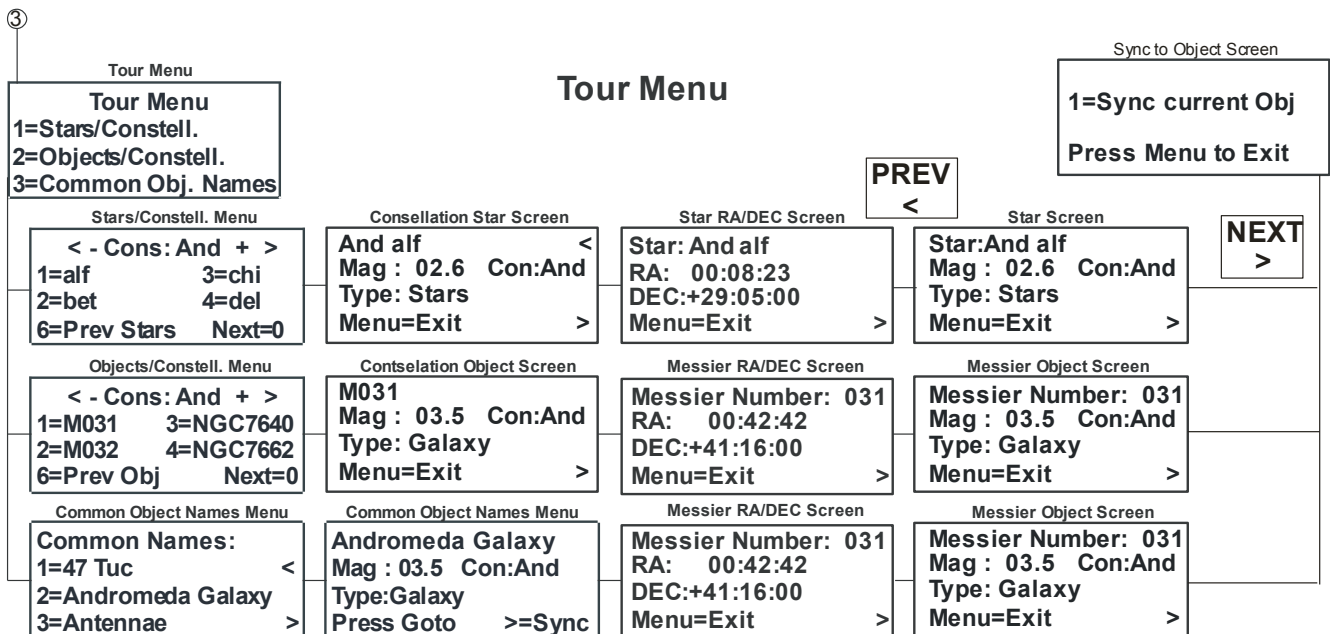 ③
Tour Menu
Tour Menu
1=Stars/Constell.
2=Objects/Constell.
3=Common Obj. Names
Tour Menu
Sync to Object Screen
1=Sync current Obj
Press Menu to Exit
PREV
<
NEXT
>
Stars/Constell. Menu
< - Cons: And + >
1=alf 3=chi
2=bet 4=del
6=Prev Stars Next=0
Consellation Star Screen
And alf <
Mag : 02.6 Con:And
Type: Stars
Menu=Exit >
Star RA/DEC Screen
Star: And alf
RA: 00:08:23
DEC:+29:05:00
Menu=Exit >
Star Screen
Star:And alf
Mag : 02.6 Con:And
Type: Stars
Menu=Exit >
Objects/Constell. Menu
< - Cons: And + >
1=M031 3=NGC7640
2=M032 4=NGC7662
6=Prev Obj Next=0
Contselation Object Screen
M031
Mag : 03.5 Con:And
Type: Galaxy
Menu=Exit >
Messier RA/DEC Screen
Messier Number: 031
RA: 00:42:42
DEC:+41:16:00
Menu=Exit >
Messier Object Screen
Messier Number: 031
Mag : 03.5 Con:And
Type: Galaxy
Menu=Exit >
Common Object Names Menu
Common Names:
1=47 Tuc <
2=Andromeda Galaxy
3=Antennae >
Common Object Names Menu
Andromeda Galaxy
Mag : 03.5 Con:And
Type:Galaxy
Press Goto >=Sync
Messier RA/DEC Screen
Messier Number: 031
RA: 00:42:42
DEC:+41:16:00
Menu=Exit >
Messier Object Screen
Messier Number: 031
Mag : 03.5 Con:And
Type: Galaxy
Menu=Exit >